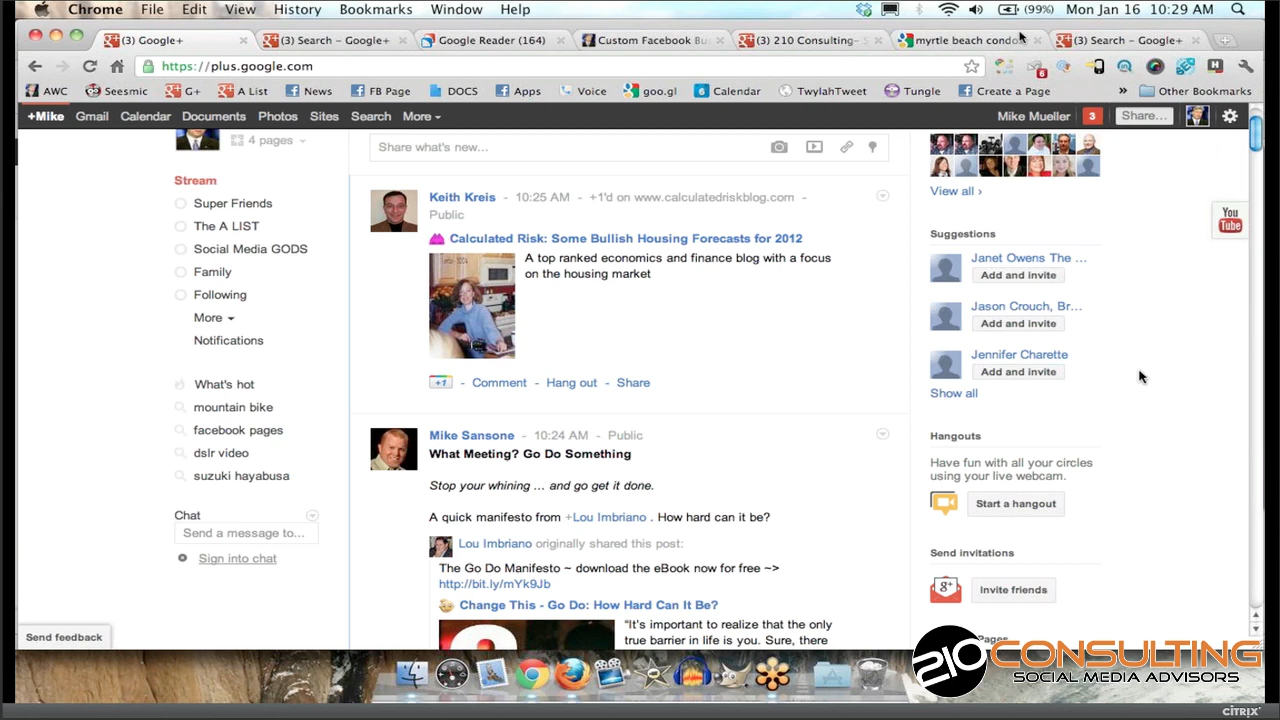 Chrome File Edit View History Bookmarks Window Help (99%) Mon Jan 16 10:29 AM
(3) Google+ (3) Search – Google+ Google Reader (164) Custom Facebook Bu (3) 210 Consulting– S myrtle beach condo (3) Search – Google+
https://plus.google.com
6
AWC Seesmic G+ A List News FB Page DOCS Apps Voice goo.gl Calendar TwylahTweet Tungle Create a Page » Other Bookmarks
+Mike Gmail Calendar Documents Photos Sites Search More Mike Mueller 3 Share...
4 pages
Share what's new...
Stream
Super Friends
The A LIST
Social Media GODS
Family
Following
More
Notifications
What's hot
mountain bike
facebook pages
dslr video
suzuki hayabusa
Chat
Send a message to...
Sign into chat
Send feedback
Keith Kreis - 10:25 AM - +1'd on www.calculatedriskblog.com -
Public
Calculated Risk: Some Bullish Housing Forecasts for 2012
A top ranked economics and finance blog with a focus
on the housing market
+1 - Comment - Hang out - Share
Mike Sansone - 10:24 AM - Public
What Meeting? Go Do Something
Stop your whining ... and go get it done.
A quick manifesto from +Lou Imbriano . How hard can it be?
Lou Imbriano originally shared this post:
The Go Do Manifesto ~ download the eBook now for free ~>
http://bit.ly/mYk9Jb
Change This - Go Do: How Hard Can It Be?
“It's important to realize that the only
true barrier in life is you. Sure, there
View all ›
You
Tube
Suggestions
Janet Owens The ...
Add and invite
Jason Crouch, Br...
Add and invite
Jennifer Charette
Add and invite
Show all
Hangouts
Have fun with all your circles
using your live webcam.
Start a hangout
Send invitations
g+ Invite friends
Pages
210 CONSULTING
SOCIAL MEDIA ADVISORS
CITRIX